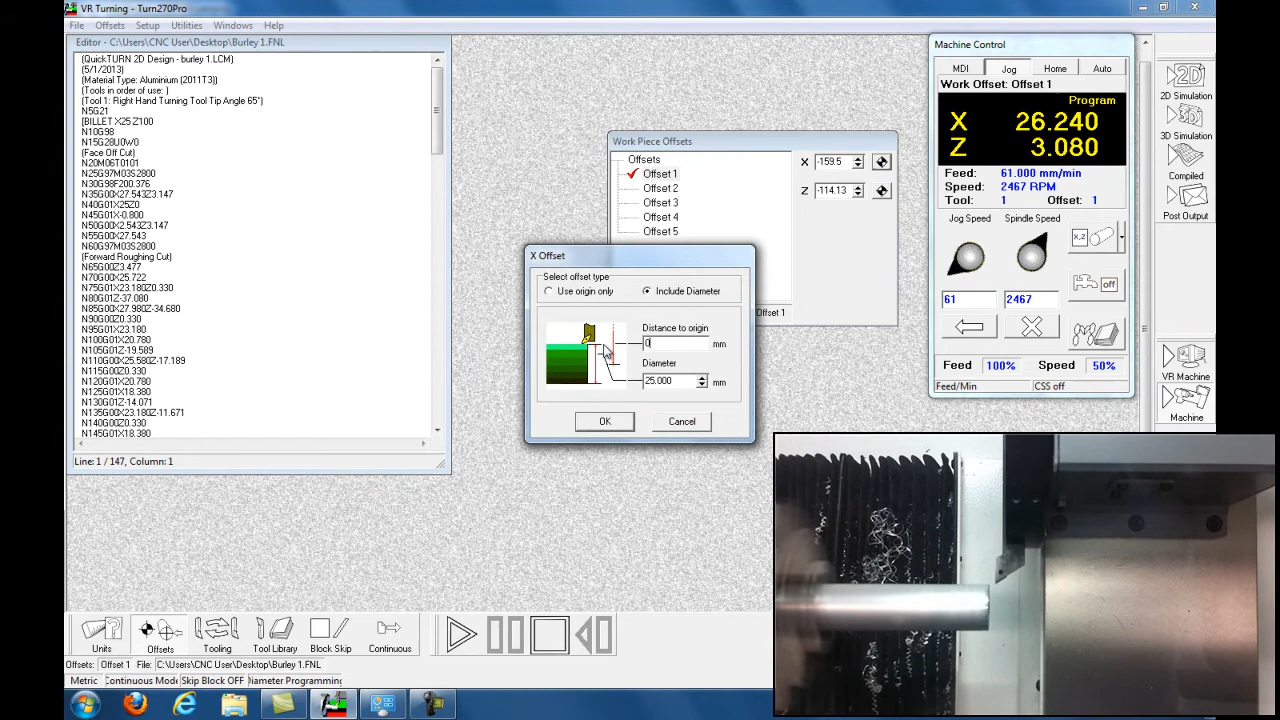 VR Turning - Turn270Pro
File Offsets Setup Utilities Windows Help
Editor - C:\Users\CNC User\Desktop\Burley 1.FNL
(QuickTURN 2D Design - burley 1.LCM)
(5/1/2013)
(Material Type: Aluminium (2011T3))
(Tools in order of use: )
(Tool 1: Right Hand Turning Tool Tip Angle 65°)
N5G21
[BILLET X25 Z100
N10G98
N15G28U0W0
(Face Off Cut)
N20M06T0101
N25G97M03S2800
N30G98F200.376
N35G00X27.543Z3.147
N40G01X25Z0
N45G01X-0.800
N50G00X2.543Z3.147
N55G00X27.543
N60G97M03S2800
(Forward Roughing Cut)
N65G00Z3.477
N70G00X25.722
N75G01X23.180Z0.330
N80G01Z-37.080
N85G00X27.980Z-34.680
N90G00Z0.330
N95G01X23.180
N100G01X20.780
N105G01Z-19.589
N110G00X25.580Z-17.189
N115G00Z0.330
N120G01X20.780
N125G01X18.380
N130G01Z-14.071
N135G00X23.180Z-11.671
N140G00Z0.330
N145G01X18.380
Line: 1 / 147, Column: 1
Work Piece Offsets
Offsets
Offset 1
Offset 2
Offset 3
Offset 4
Offset 5
X -159.5
Z -114.13
Offset 1
X Offset
Select offset type
Use origin only Include Diameter
Distance to origin
0 mm
Diameter
25.000 mm
OK Cancel
Machine Control
MDI Jog Home Auto
Work Offset: Offset 1
Program
X 26.240
Z 3.080
Feed: 61.000 mm/min
Speed: 2467 RPM
Tool: 1 Offset: 1
Jog Speed Spindle Speed
X,Z
off
61 2467
Feed 100% Speed 50%
Feed/Min CSS off
2D
2D Simulation
3D
3D Simulation
Compiled
Post Output
VR Machine
Machine
Units Offsets Tooling Tool Library Block Skip Continuous
Offsets: Offset 1 File: C:\Users\CNC User\Desktop\Burley 1.FNL
Metric Continuous Mode Skip Block OFF Diameter Programming